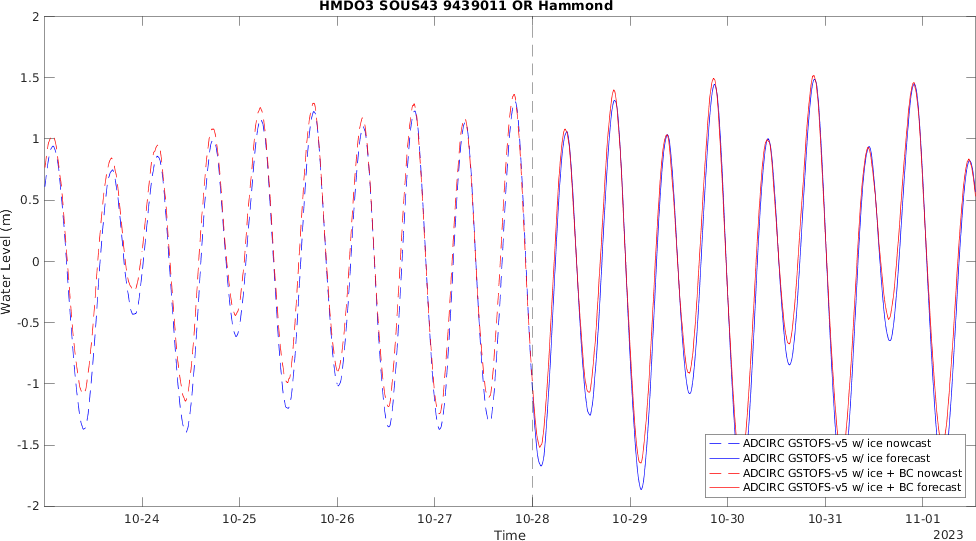 HMDO3 SOUS43 9439011 OR Hammond
2
1.5
1
0.5
0
-0.5
-1
-1.5
-2
Water Level (m)
ADCIRC GSTOFS-v5 w/ ice nowcast
ADCIRC GSTOFS-v5 w/ ice forecast
ADCIRC GSTOFS-v5 w/ ice + BC nowcast
ADCIRC GSTOFS-v5 w/ ice + BC forecast
10-24 10-25 10-26 10-27 10-28 10-29 10-30 10-31 11-01
Time
2023